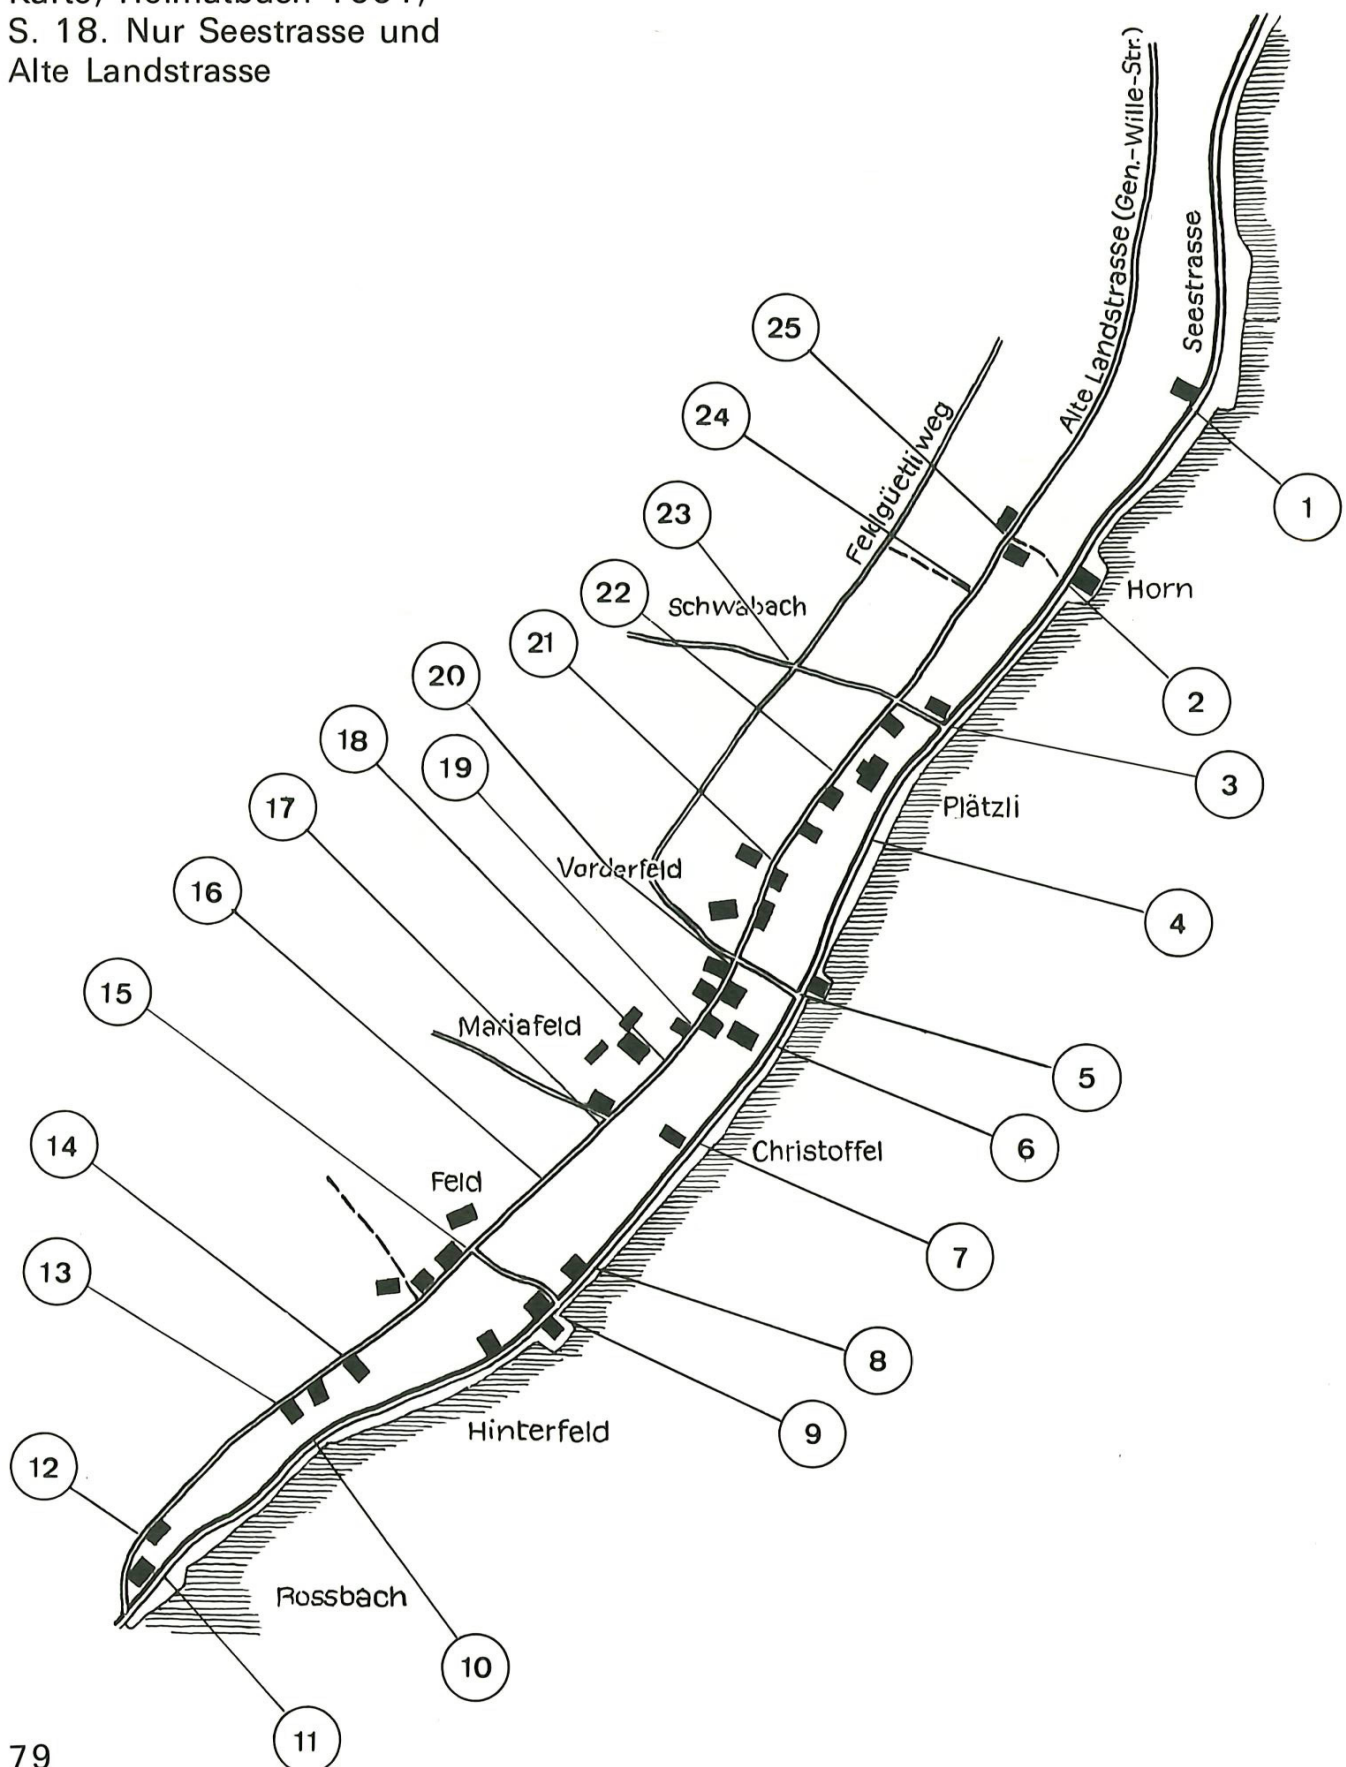 S. 18. Nur Seestrasse und
Alte Landstrasse
Alte Landstrasse (Gen.-Wille-Str.)
Seestrasse
25
24
Feldgüetliweg
23
1
22
Schwabach
Horn
21
20
2
18
19
3
17
Plätzli
Vorderfeld
16
4
15
Mariafeld
5
14
6
Christoffel
Feld
7
13
8
9
Hinterfeld
12
Rossbach
10
11
79